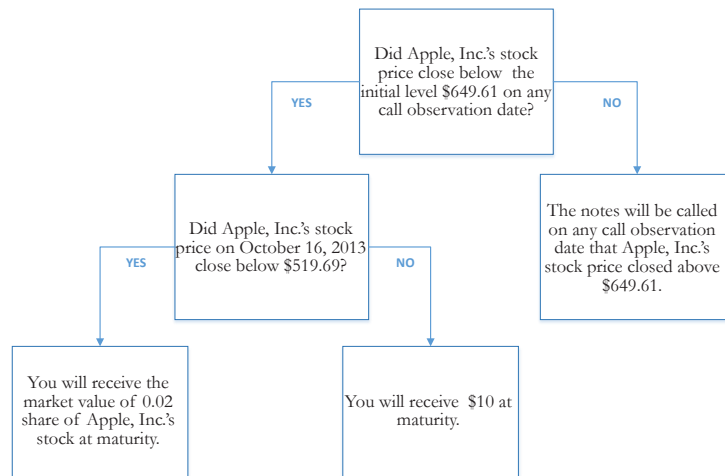 Did Apple, Inc.'s stock
price close below the
initial level $649.61 on any
call observation date?
YES
NO
Did Apple, Inc.'s stock
price on October 16, 2013
close below $519.69?
The notes will be called
on any call observation
date that Apple, Inc.'s
stock price closed above
$649.61.
YES
NO
You will receive the
market value of 0.02
share of Apple, Inc.'s
stock at maturity.
You will receive $10 at
maturity.